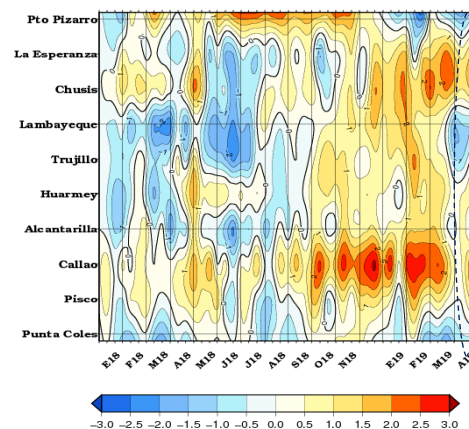 Pto Pizarro
La Esperanza
Chusis
Lambayeque
Trujillo
Huarmey
Alcantarilla
Callao
Pisco
Punta Coles
E18 F18 M18 A18 M18 J18 J18 A18 S18 O18 N18 E19 F19 M19
−3.0 −2.5 −2.0 −1.5 −1.0 −0.5 0.0 0.5 1.0 1.5 2.0 2.5 3.0